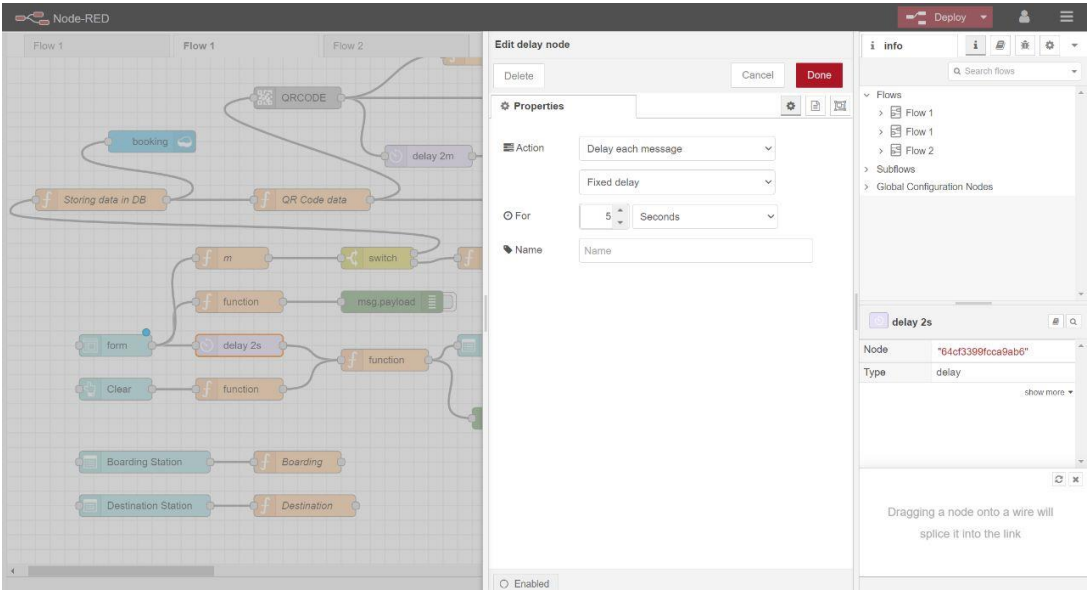 Node-RED
Deploy
Flow 1
Flow 1
Flow 2
QRCODE
booking
delay 2m
Storing data in DB
QR Code data
m
switch
function
msg.payload
form
delay 2s
function
Clear
function
Boarding Station
Boarding
Destination Station
Destination
Edit delay node
Delete
Cancel
Done
Properties
Action
Delay each message
Fixed delay
For
5
Seconds
Name
Name
Enabled
i info
i
Search flows
Flows
Flow 1
Flow 1
Flow 2
Subflows
Global Configuration Nodes
delay 2s
Node
"64cf3399fcca9ab6"
Type
delay
show more
Dragging a node onto a wire will
splice it into the link